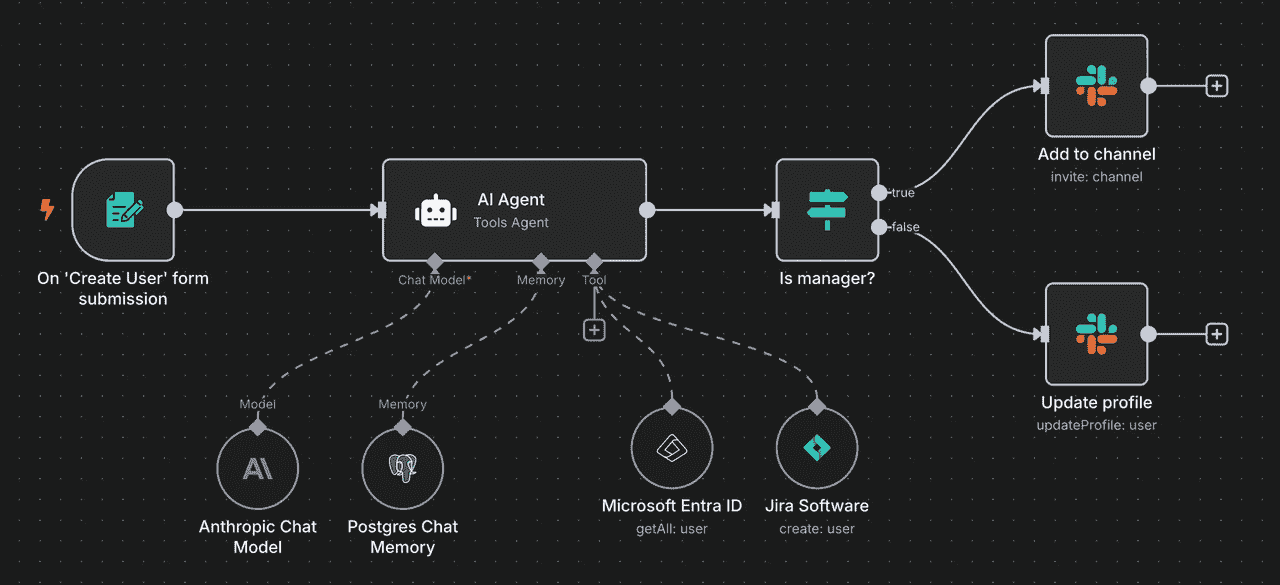 On 'Create User' form
submission
AI Agent
Tools Agent
Chat Model*
Memory
Tool
Is manager?
true
false
Add to channel
invite: channel
Update profile
updateProfile: user
Model
Memory
Anthropic Chat
Model
Postgres Chat
Memory
Microsoft Entra ID
getAll: user
Jira Software
create: user